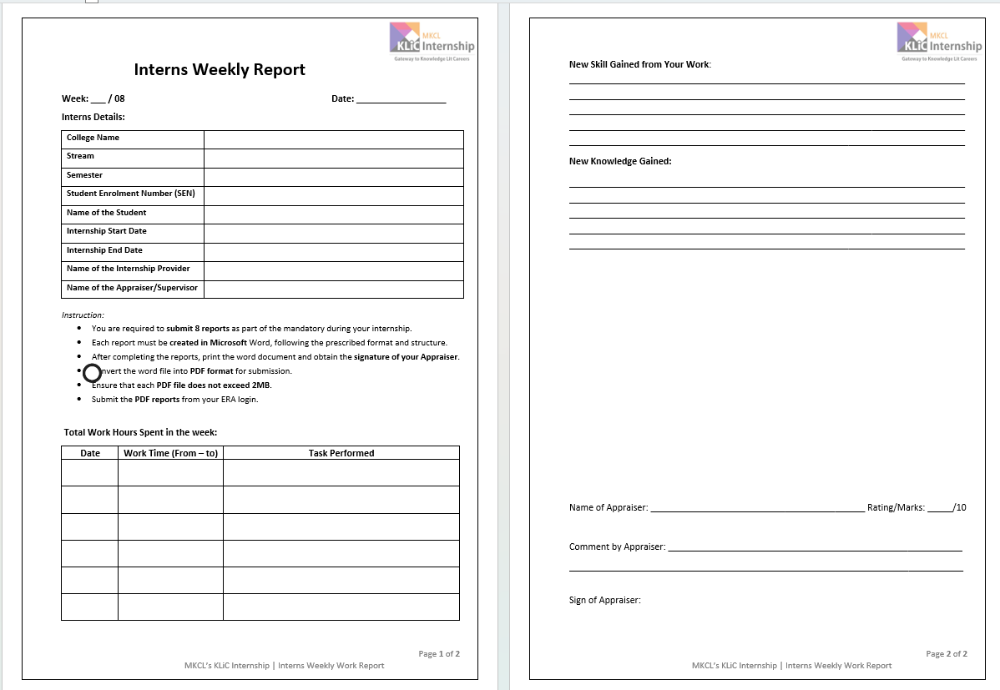 MKCL
KLiC Internship
Gateway to Knowledge Lit Careers
Interns Weekly Report
Week: ___ / 08 Date: __________________
Interns Details:
College Name
Stream
Semester
Student Enrolment Number (SEN)
Name of the Student
Internship Start Date
Internship End Date
Name of the Internship Provider
Name of the Appraiser/Supervisor
Instruction:
• You are required to submit 8 reports as part of the mandatory during your internship.
• Each report must be created in Microsoft Word, following the prescribed format and structure.
• After completing the reports, print the word document and obtain the signature of your Appraiser.
• nvert the word file into PDF format for submission.
• Ensure that each PDF file does not exceed 2MB.
• Submit the PDF reports from your ERA login.
Total Work Hours Spent in the week:
Date Work Time (From – to) Task Performed
Page 1 of 2
MKCL's KLiC Internship | Interns Weekly Work Report
MKCL
KLiC Internship
Gateway to Knowledge Lit Careers
New Skill Gained from Your Work:
New Knowledge Gained:
Name of Appraiser: __________________________________________ Rating/Marks: _____/10
Comment by Appraiser: __________________________________________________________
Sign of Appraiser:
Page 2 of 2
MKCL's KLiC Internship | Interns Weekly Work Report